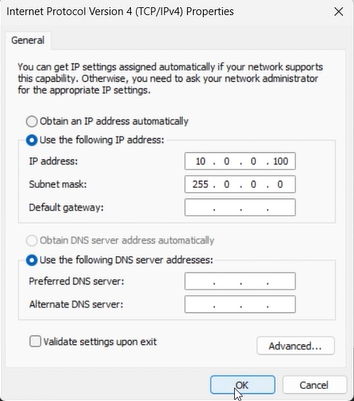 Internet Protocol Version 4 (TCP/IPv4) Properties
General
You can get IP settings assigned automatically if your network supports
this capability. Otherwise, you need to ask your network administrator
for the appropriate IP settings.
Obtain an IP address automatically
Use the following IP address:
IP address: 10 . 0 . 0 . 100
Subnet mask: 255 . 0 . 0 . 0
Default gateway: . . .
Obtain DNS server address automatically
Use the following DNS server addresses:
Preferred DNS server: . . .
Alternate DNS server: . . .
Validate settings upon exit
Advanced...
OK Cancel